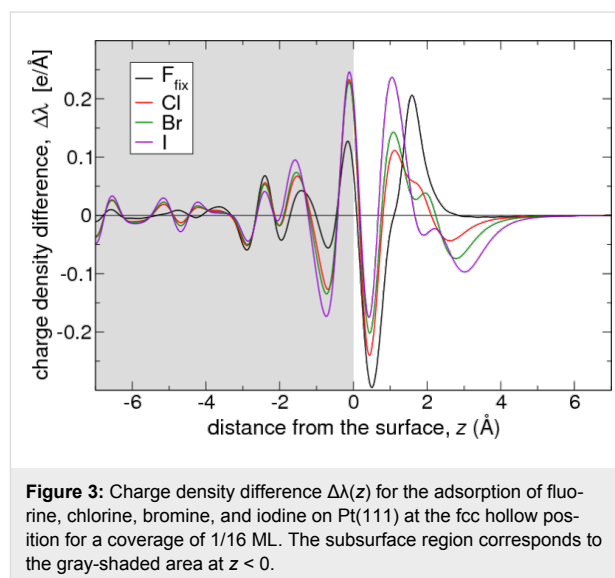 charge density difference, Δλ [e/Å]
0.2
0.1
0
-0.1
-0.2
F_fix
Cl
Br
I
-6 -4 -2 0 2 4 6
distance from the surface, z (Å)
Figure 3: Charge density difference Δλ(z) for the adsorption of fluo-
rine, chlorine, bromine, and iodine on Pt(111) at the fcc hollow pos-
ition for a coverage of 1/16 ML. The subsurface region corresponds to
the gray-shaded area at z < 0.